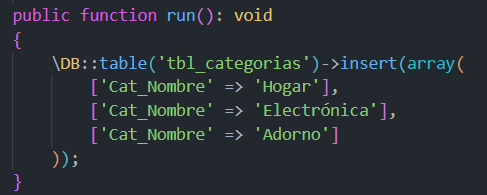 public function run(): void
{
    \DB::table('tbl_categorias')->insert(array(
        ['Cat_Nombre' => 'Hogar'],
        ['Cat_Nombre' => 'Electrónica'],
        ['Cat_Nombre' => 'Adorno']
    ));
}